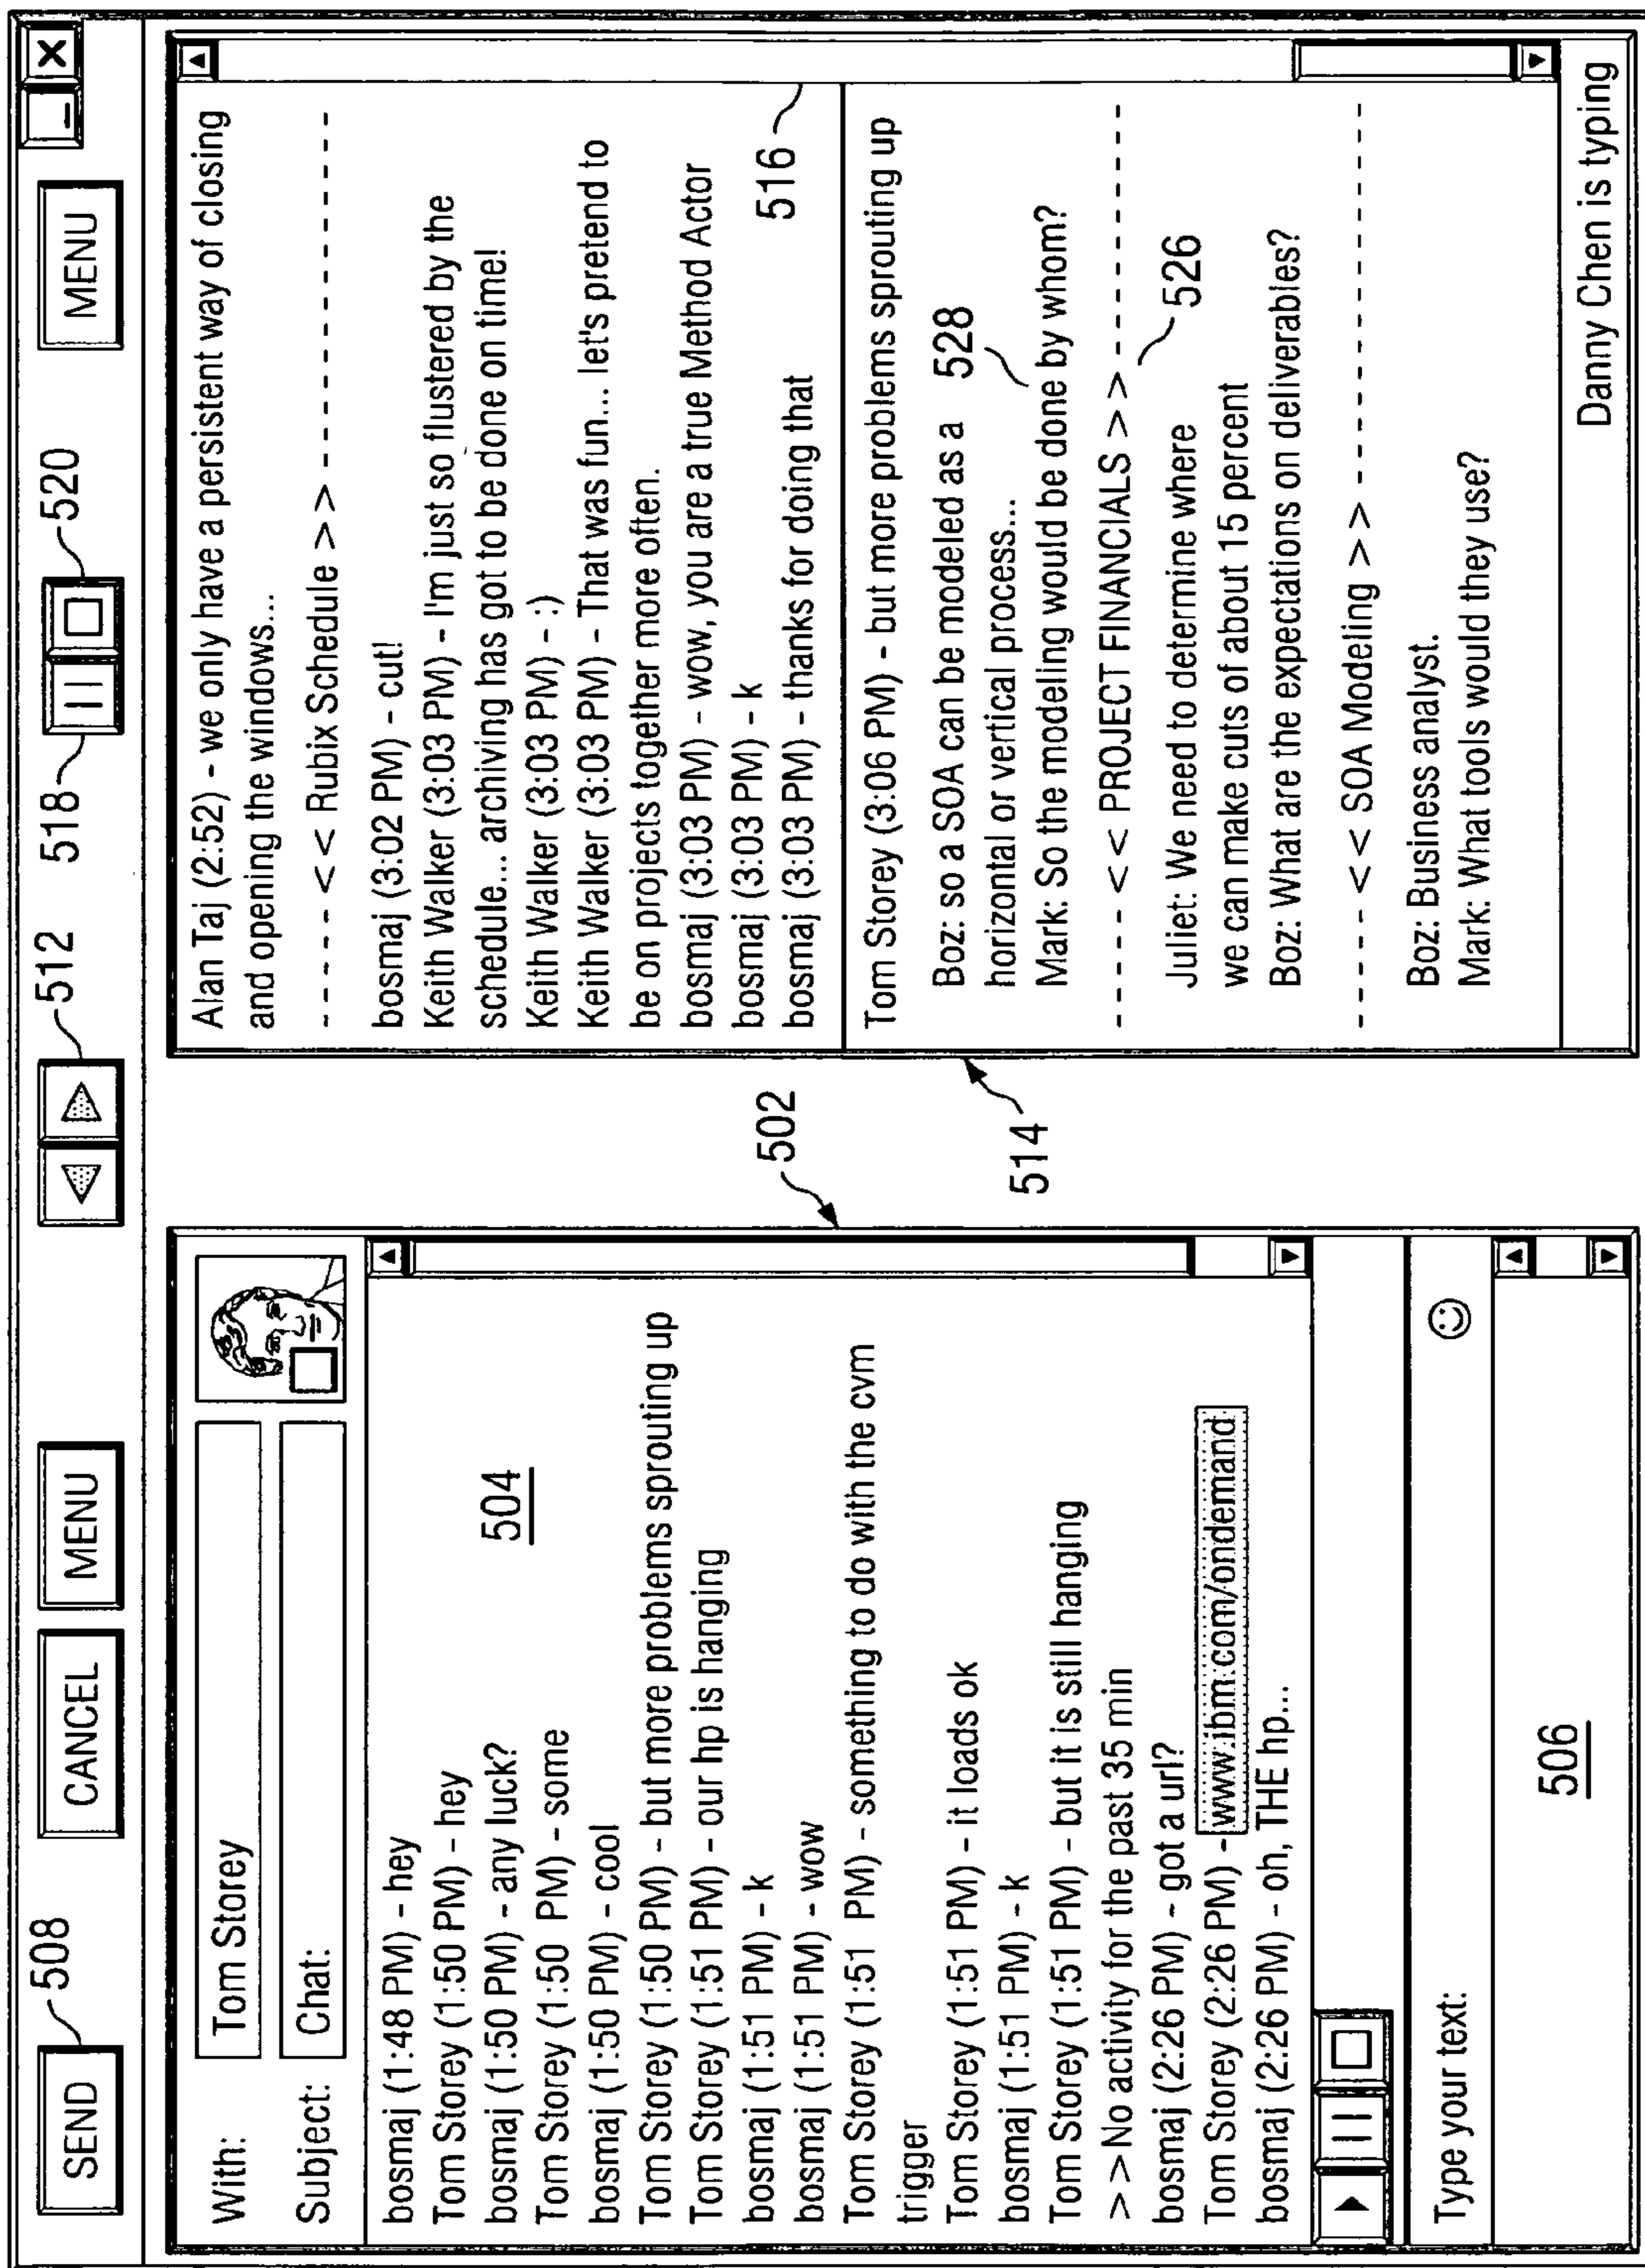 SEND
508
CANCEL
MENU
512
518
520
MENU
_
X
With:
Tom Storey
Subject:
Chat:
bosmaj (1:48 PM) - hey
Tom Storey (1:50 PM) - hey
bosmaj (1:50 PM) - any luck?
Tom Storey (1:50 PM) - some
bosmaj (1:50 PM) - cool
Tom Storey (1:50 PM) - but more problems sprouting up
Tom Storey (1:51 PM) - our hp is hanging
bosmaj (1:51 PM) - k
bosmaj (1:51 PM) - wow
Tom Storey (1:51 PM) - something to do with the cvm
trigger
Tom Storey (1:51 PM) - it loads ok
bosmaj (1:51 PM) - k
Tom Storey (1:51 PM) - but it is still hanging
> > No activity for the past 35 min
bosmaj (2:26 PM) - got a url?
Tom Storey (2:26 PM) - www.ibm.com/ondemand
bosmaj (2:26 PM) - oh, THE hp...
504
Type your text:
506
502
514
Alan Taj (2:52) - we only have a persistent way of closing
and opening the windows...
- - - - - < < Rubix Schedule > > - - - - - - - - - - - - - - - - -
bosmaj (3:02 PM) - cut!
Keith Walker (3:03 PM) - I'm just so flustered by the
schedule... archiving has got to be done on time!
Keith Walker (3:03 PM) - :)
Keith Walker (3:03 PM) - That was fun... let's pretend to
be on projects together more often.
bosmaj (3:03 PM) - wow, you are a true Method Actor
bosmaj (3:03 PM) - k
bosmaj (3:03 PM) - thanks for doing that
516
Tom Storey (3:06 PM) - but more problems sprouting up
Boz: so a SOA can be modeled as a
528
horizontal or vertical process...
Mark: So the modeling would be done by whom?
- - - - - < < PROJECT FINANCIALS > > - - - - - - - - - - - -
526
Juliet: We need to determine where
we can make cuts of about 15 percent
Boz: What are the expectations on deliverables?
- - - - - < < SOA Modeling > > - - - - - - - - - - - - - - - - - -
Boz: Business analyst.
Mark: What tools would they use?
Danny Chen is typing